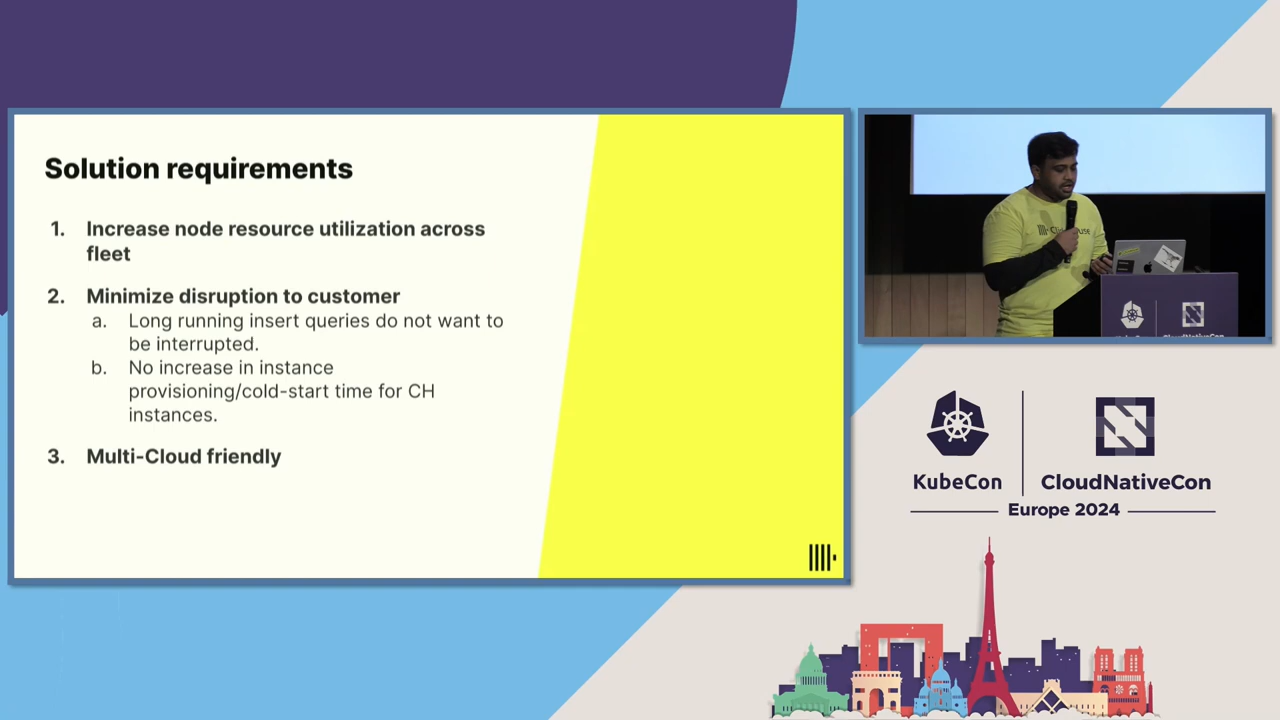 Solution requirements
1. Increase node resource utilization across
fleet
2. Minimize disruption to customer
a. Long running insert queries do not want to
be interrupted.
b. No increase in instance
provisioning/cold-start time for CH
instances.
3. Multi-Cloud friendly
KubeCon
CloudNativeCon
Europe 2024